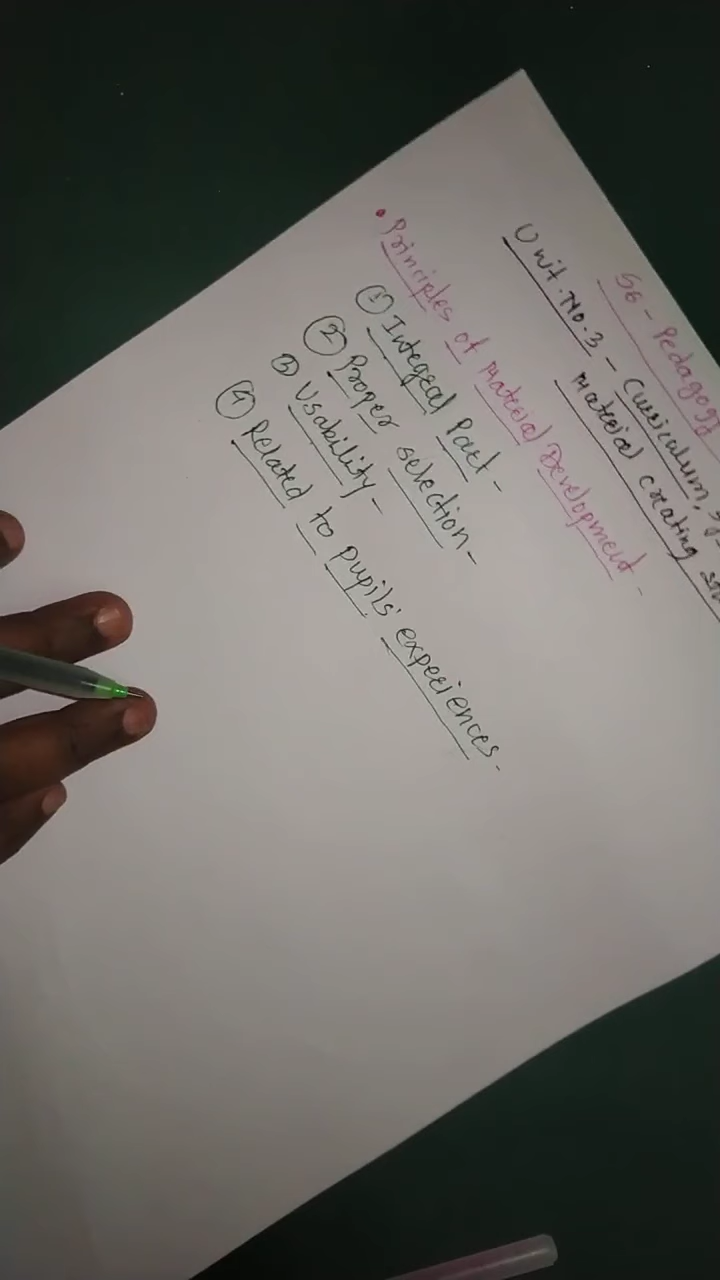 S6 - Pedagogy
Unit. No. 3 - Curriculum,
Material creating
• Principles of Material Development -
① Integral Part -
② Proper selection -
③ Usability -
④ Related to pupils' experiences -